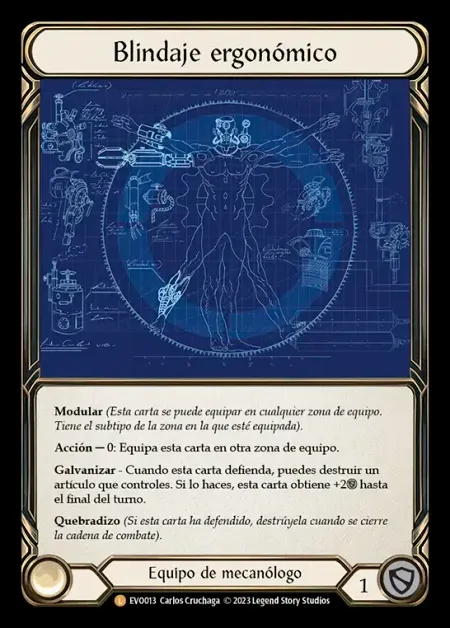 Blindaje ergonómico
Modular (Esta carta se puede equipar en cualquier zona de equipo.
Tiene el subtipo de la zona en la que esté equipada).
Acción — 0: Equipa esta carta en otra zona de equipo.
Galvanizar - Cuando esta carta defienda, puedes destruir un
artículo que controles. Si lo haces, esta carta obtiene +2 hasta
el final del turno.
Quebradizo (Si esta carta ha defendido, destrúyela cuando se cierre
la cadena de combate).
Equipo de mecanólogo
1
L EVO013 Carlos Cruchaga © 2023 Legend Story Studios